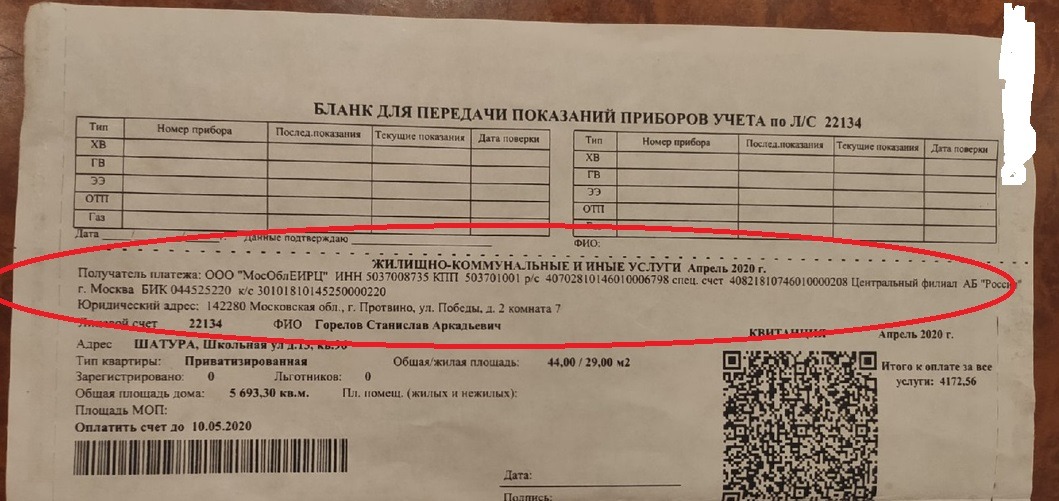 БЛАНК ДЛЯ ПЕРЕДАЧИ ПОКАЗАНИЙ ПРИБОРОВ УЧЕТА по Л/С 22134
Тип Номер прибора Послед.показания Текущие показания Дата поверки
ХВ
ГВ
ЭЭ
ОТП
Газ
Тип Номер прибора Послед.показания Текущие показания Дата поверки
ХВ
ГВ
ЭЭ
ОТП
Дата г. Данные подтверждаю ФИО:
ЖИЛИЩНО-КОММУНАЛЬНЫЕ И ИНЫЕ УСЛУГИ Апрель 2020 г.
Получатель платежа: ООО "МосОблЕИРЦ" ИНН 5037008735 КПП 503701001 р/с 40702810146010006798 спец. счет 40821810746010000208 Центральный филиал АБ "Россия"
г. Москва БИК 044525220 к/с 30101810145250000220
Юридический адрес: 142280 Московская обл., г. Протвино, ул. Победы, д. 2 комната 7
Лицевой счет 22134 ФИО Горелов Станислав Аркадьевич
КВИТАНЦИЯ Апрель 2020 г.
Адрес ШАТУРА, Школьная ул д.13, кв.90
Тип квартиры: Приватизированная Общая/жилая площадь: 44,00 / 29,00 м2
Зарегистрировано: 0 Льготников: 0
Общая площадь дома: 5 693,30 кв.м. Пл. помещ. (жилых и нежилых):
Площадь МОП:
Оплатить счет до 10.05.2020
Итого к оплате за все
услуги: 4172,56
Дата:
Подпись: